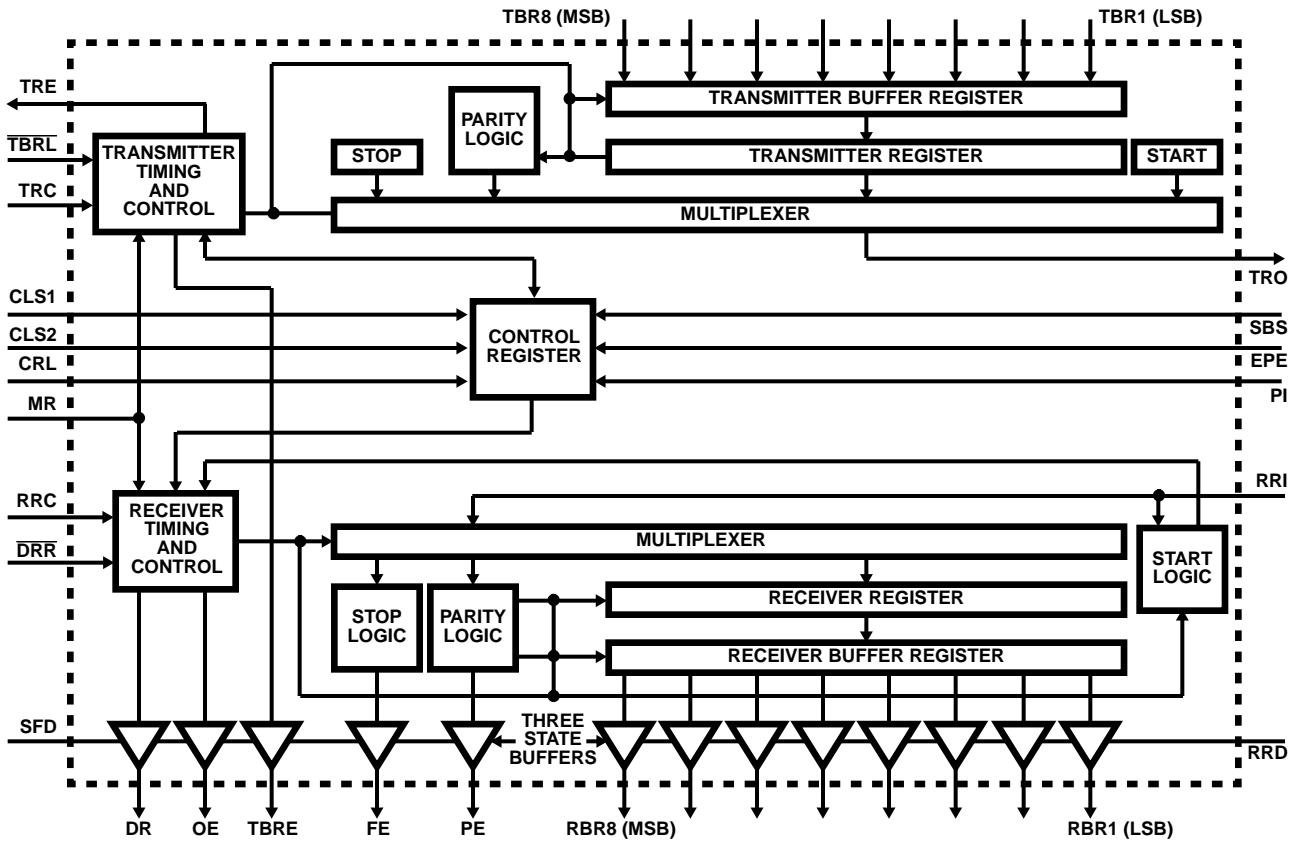 TBR8 (MSB)
TBR1 (LSB)
TRE
TRANSMITTER BUFFER REGISTER
PARITY
LOGIC
TBRL
TRANSMITTER
TIMING
AND
CONTROL
STOP
TRANSMITTER REGISTER
START
TRC
MULTIPLEXER
TRO
CLS1
SBS
CONTROL
REGISTER
CLS2
EPE
CRL
PI
MR
RRI
RRC
RECEIVER
TIMING
AND
CONTROL
MULTIPLEXER
START
LOGIC
DRR
STOP
LOGIC
PARITY
LOGIC
RECEIVER REGISTER
RECEIVER BUFFER REGISTER
SFD
THREE
STATE
BUFFERS
RRD
DR
OE
TBRE
FE
PE
RBR8 (MSB)
RBR1 (LSB)